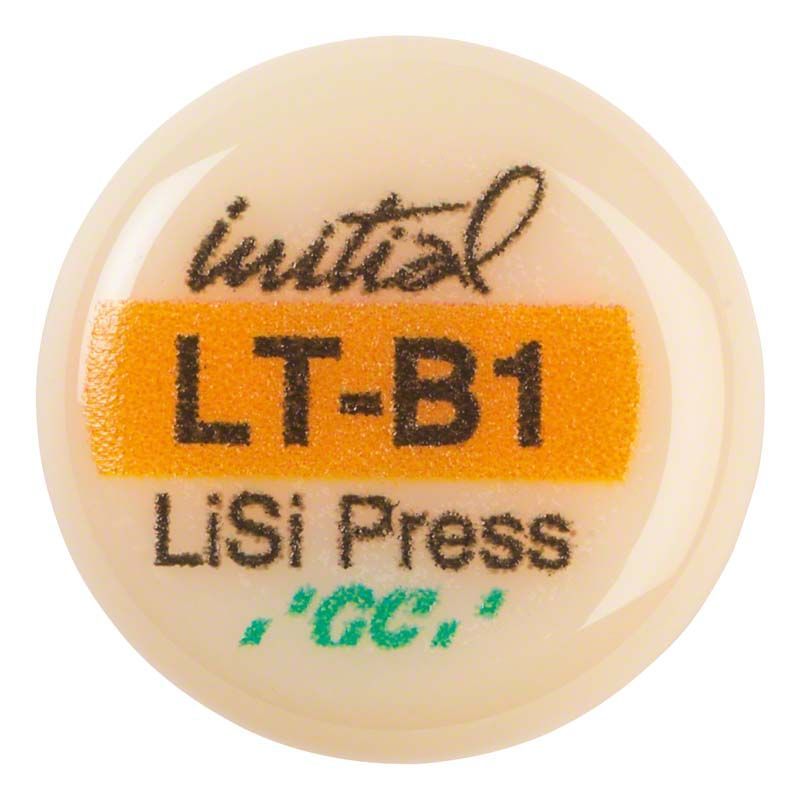 initial
LT-B1
LiSi Press
GC